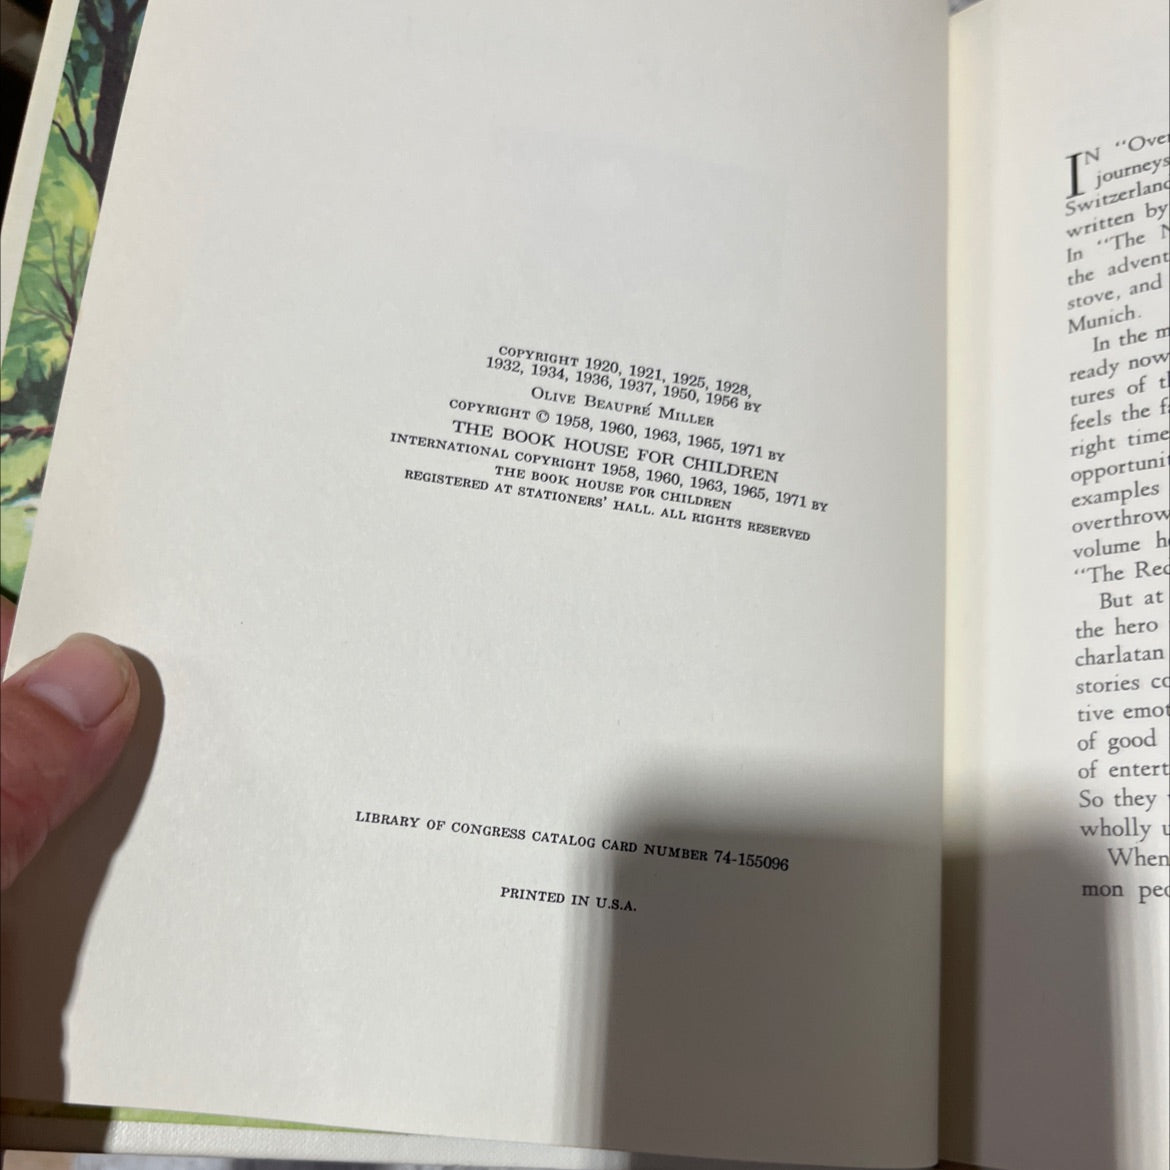 COPYRIGHT 1920, 1921, 1925, 1928,
1932, 1934, 1936, 1937, 1950, 1956 BY
OLIVE BEAUPRÉ MILLER
COPYRIGHT © 1958, 1960, 1963, 1965, 1971 BY
THE BOOK HOUSE FOR CHILDREN
INTERNATIONAL COPYRIGHT 1958, 1960, 1963, 1965, 1971 BY
THE BOOK HOUSE FOR CHILDREN
REGISTERED AT STATIONERS' HALL. ALL RIGHTS RESERVED
LIBRARY OF CONGRESS CATALOG CARD NUMBER 74-155096
PRINTED IN U.S.A.
IN "Over
journeys
Switzerland
written by
In "The
the advent
stove, and
Munich.
In the
ready now
tures of
feels the
right time
opportuni
examples
overthrow
volume
"The
But at
the hero
charlatan
stories
tive
of good
of
So they
wholly
When
mon